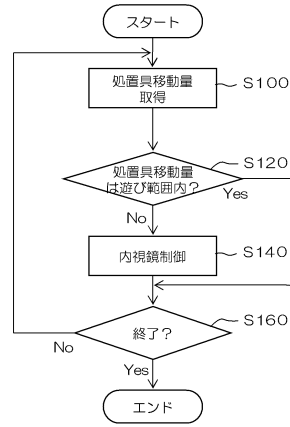 スタート
処置具移動量
取得
S100
処置具移動量
は遊び範囲内?
S120
Yes
No
内視鏡制御
S140
終了?
S160
No
Yes
エンド